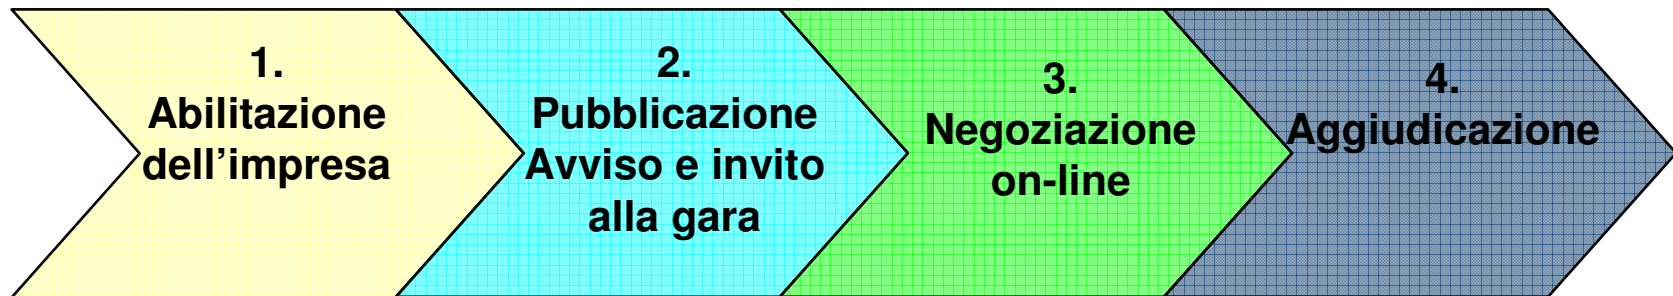 1.
Abilitazione
dell’impresa
2.
Pubblicazione
Avviso e invito
alla gara
3.
Negoziazione
on-line
4.
Aggiudicazione